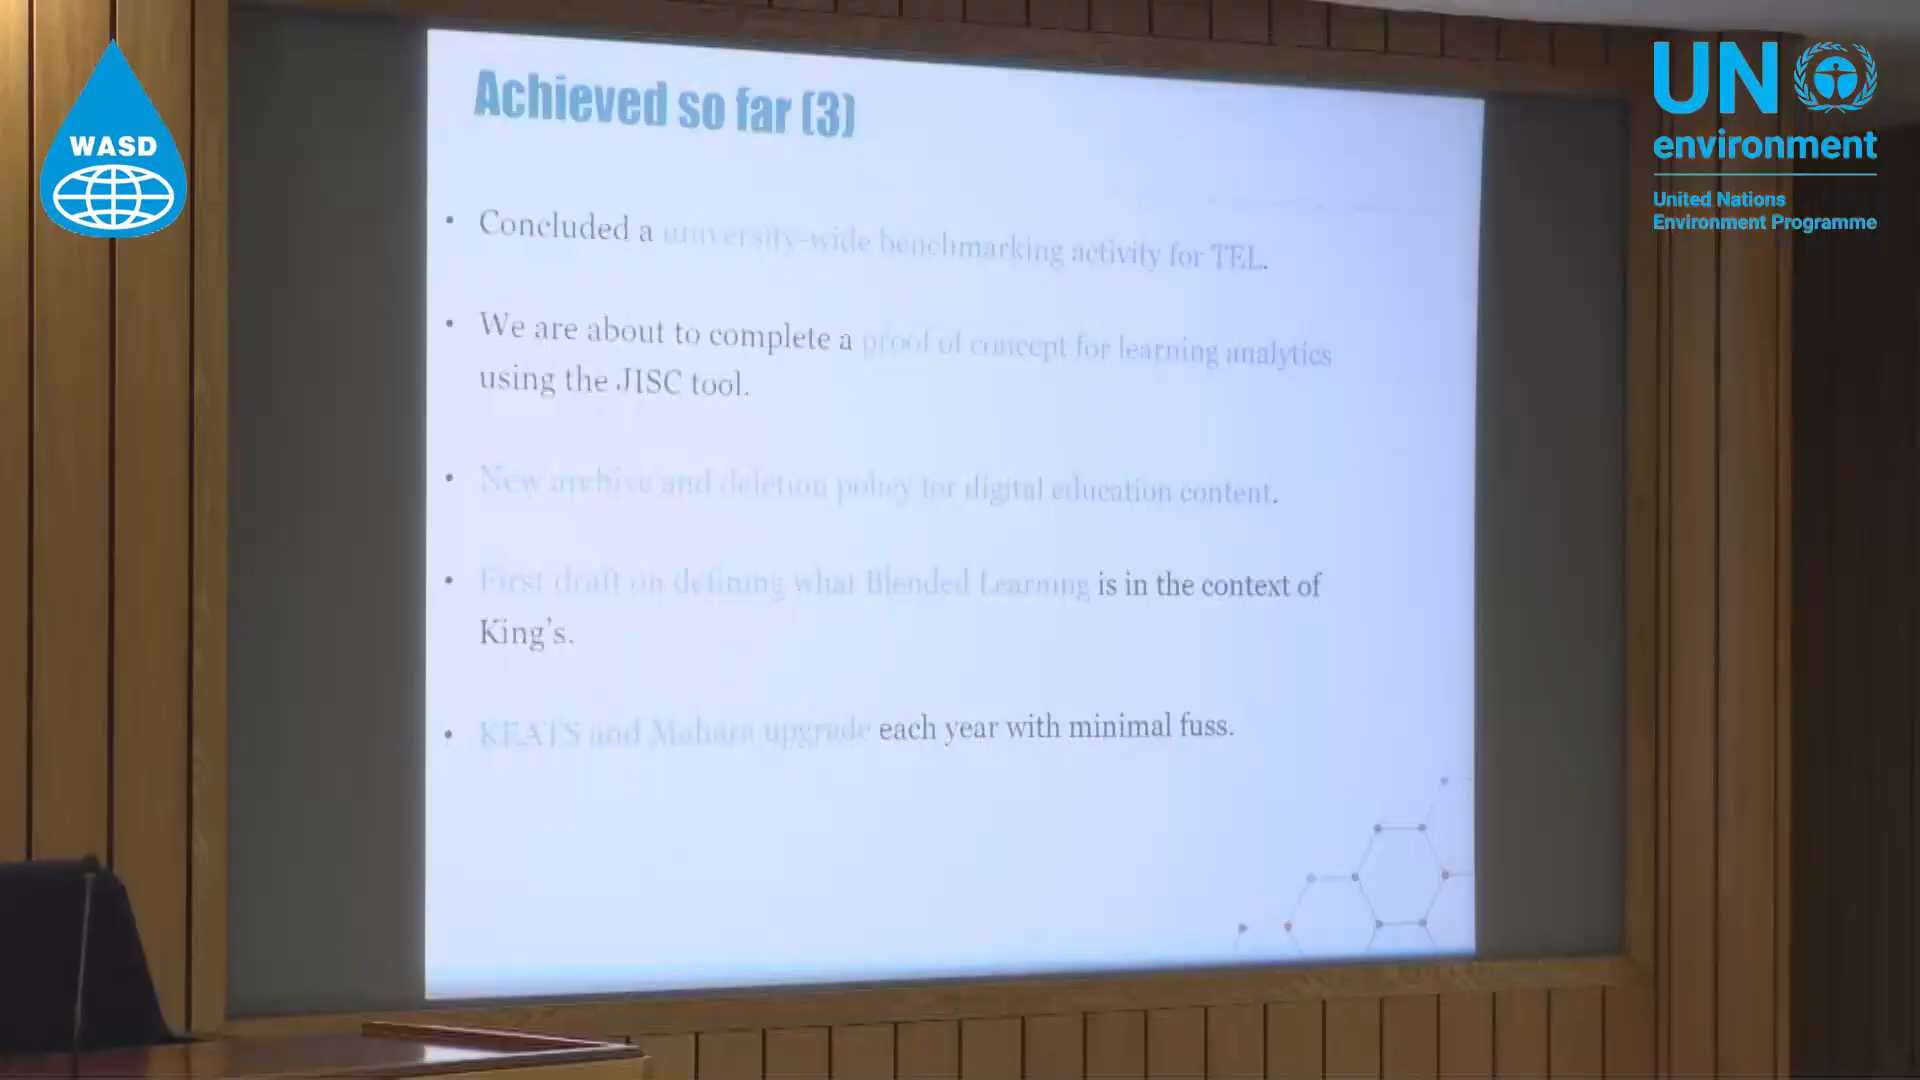 WASD
UN
environment
United Nations
Environment Programme
Achieved so far (3)
• Concluded a university-wide benchmarking activity for TEL.
• We are about to complete a proof of concept for learning analytics
using the JISC tool.
• New archive and deletion policy for digital education content.
• First draft on defining what Blended Learning is in the context of
King's.
• KEATS and Mahara upgrade each year with minimal fuss.